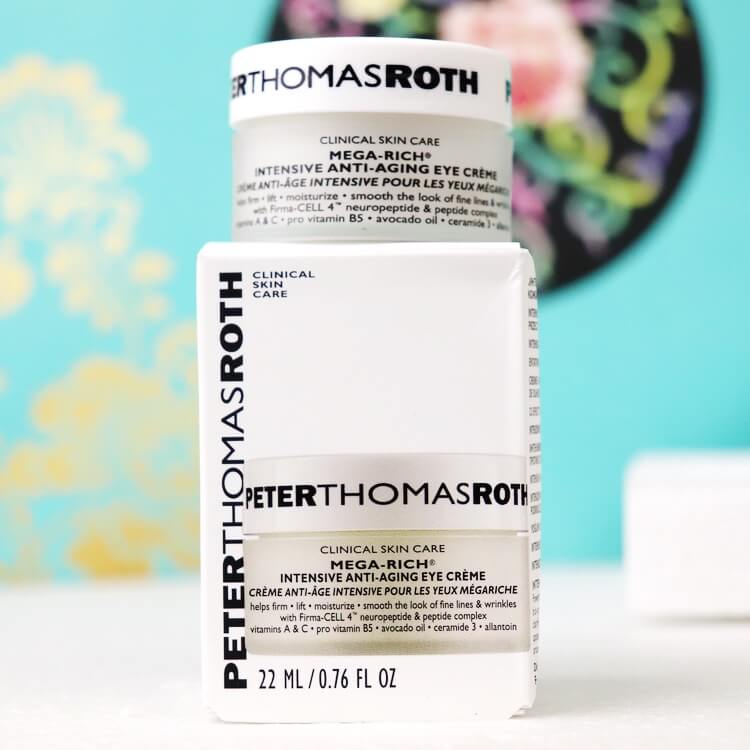 PETERTHOMASROTH
CLINICAL SKIN CARE
MEGA-RICH®
INTENSIVE ANTI-AGING EYE CRÈME
CRÈME ANTI-ÂGE INTENSIVE POUR LES YEUX MÉGARICHE
helps firm • lift • moisturize • smooth the look of fine lines & wrinkles
with Firma-CELL 4™ neuropeptide & peptide complex
vitamins A & C • pro vitamin B5 • avocado oil • ceramide 3 • allantoin
PETERTHOMASROTH
CLINICAL
SKIN
CARE
PETERTHOMASROTH
CLINICAL SKIN CARE
MEGA-RICH®
INTENSIVE ANTI-AGING EYE CRÈME
CRÈME ANTI-ÂGE INTENSIVE POUR LES YEUX MÉGARICHE
helps firm • lift • moisturize • smooth the look of fine lines & wrinkles
with Firma-CELL 4™ neuropeptide & peptide complex
vitamins A & C • pro vitamin B5 • avocado oil • ceramide 3 • allantoin
22 ML / 0.76 FL OZ